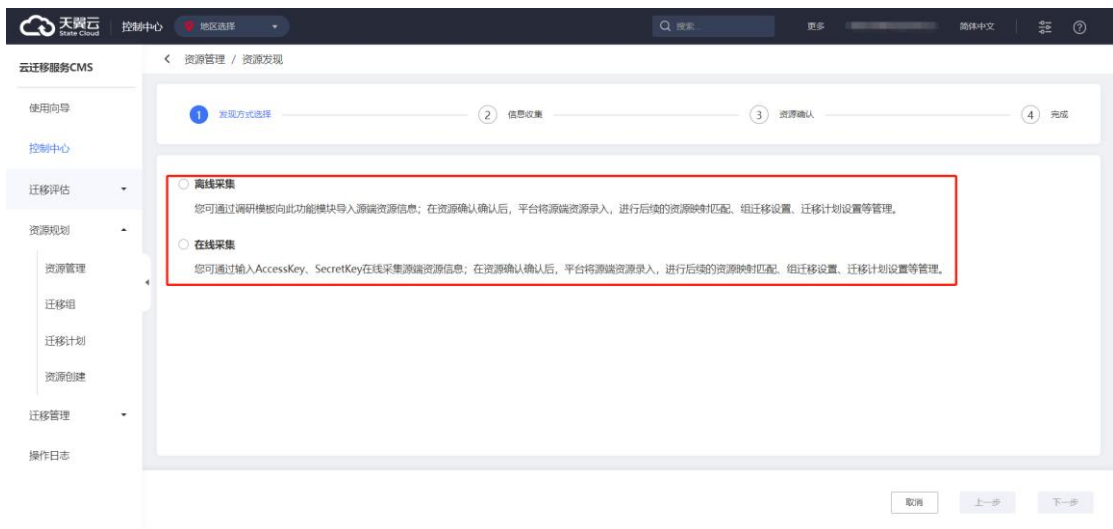 天翼云
State Cloud
控制中心
地区选择
搜索...
更多
简体中文
云迁移服务CMS
资源管理 / 资源发现
使用向导
控制中心
迁移评估
资源规划
资源管理
迁移组
迁移计划
资源创建
迁移管理
操作日志
1 发现方式选择
2 信息收集
3 资源确认
4 完成
离线采集
您可通过调研模板向此功能模块导入源端资源信息；在资源确认确认后，平台将源端资源录入，进行后续的资源映射匹配、组迁移设置、迁移计划设置等管理。
在线采集
您可通过输入AccessKey、SecretKey在线采集源端资源信息；在资源确认确认后，平台将源端资源录入，进行后续的资源映射匹配、组迁移设置、迁移计划设置等管理。
取消
上一步
下一步